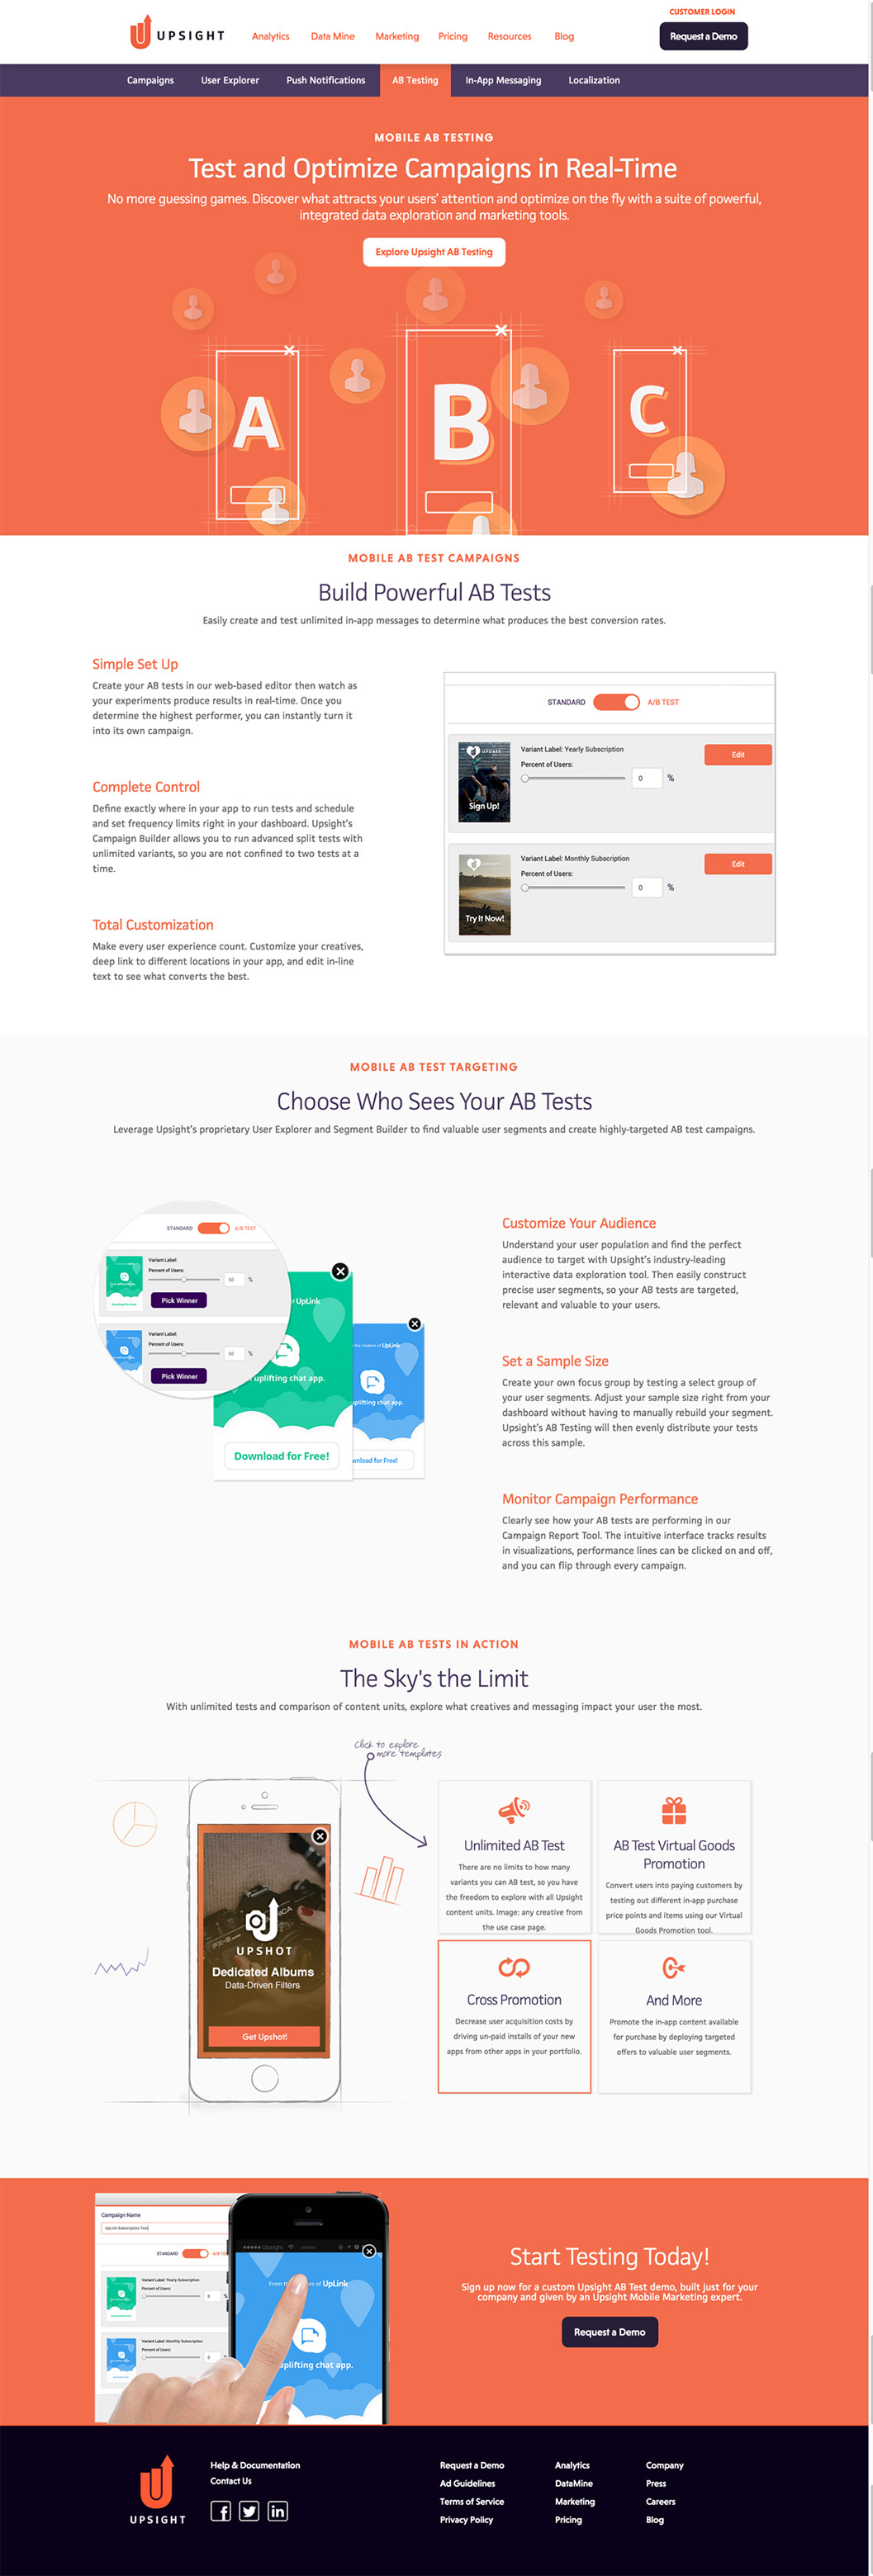 CUSTOMER LOGIN
UPSIGHT
Analytics
Data Mine
Marketing
Pricing
Resources
Blog
Request a Demo
Campaigns
User Explorer
Push Notifications
AB Testing
In-App Messaging
Localization
MOBILE AB TESTING
Test and Optimize Campaigns in Real-Time
No more guessing games. Discover what attracts your users' attention and optimize on the fly with a suite of powerful,
integrated data exploration and marketing tools.
Explore Upsight AB Testing
A
B
C
MOBILE AB TEST CAMPAIGNS
Build Powerful AB Tests
Easily create and test unlimited in-app messages to determine what produces the best conversion rates.
Simple Set Up
Create your AB tests in our web-based editor then watch as
your experiments produce results in real-time. Once you
determine the highest performer, you can instantly turn it
into its own campaign.
Complete Control
Define exactly where in your app to run tests and schedule
and set frequency limits right in your dashboard. Upsight's
Campaign Builder allows you to run advanced split tests with
unlimited variants, so you are not confined to two tests at a
time.
Total Customization
Make every user experience count. Customize your creatives,
deep link to different locations in your app, and edit in-line
text to see what converts the best.
STANDARD
A/B TEST
Variant Label: Yearly Subscription
Percent of Users:
0 %
Edit
Sign Up!
Variant Label: Monthly Subscription
Percent of Users:
0 %
Edit
Try It Now!
MOBILE AB TEST TARGETING
Choose Who Sees Your AB Tests
Leverage Upsight's proprietary User Explorer and Segment Builder to find valuable user segments and create highly-targeted AB test campaigns.
STANDARD
A/B TEST
Variant Label:
Percent of Users:
50 %
Pick Winner
Download for Free!
Variant Label:
Percent of Users:
50 %
Pick Winner
UpLink
uplifting chat app.
Download for Free!
the creators of UpLink
uplifting chat app.
wnload for Free!
Customize Your Audience
Understand your user population and find the perfect
audience to target with Upsight's industry-leading
interactive data exploration tool. Then easily construct
precise user segments, so your AB tests are targeted,
relevant and valuable to your users.
Set a Sample Size
Create your own focus group by testing a select group of
your user segments. Adjust your sample size right from your
dashboard without having to manually rebuild your segment.
Upsight's AB Testing will then evenly distribute your tests
across this sample.
Monitor Campaign Performance
Clearly see how your AB tests are performing in our
Campaign Report Tool. The intuitive interface tracks results
in visualizations, performance lines can be clicked on and off,
and you can flip through every campaign.
MOBILE AB TESTS IN ACTION
The Sky's the Limit
With unlimited tests and comparison of content units, explore what creatives and messaging impact your user the most.
Click to explore
more templates
UPSHOT
Dedicated Albums
Data-Driven Filters
Get Upshot!
Unlimited AB Test
There are no limits to how many
variants you can AB test, so you have
the freedom to explore with all Upsight
content units. Image: any creative from
the use case page.
AB Test Virtual Goods
Promotion
Convert users into paying customers by
testing out different in-app purchase
price points and items using our Virtual
Goods Promotion tool.
Cross Promotion
Decrease user acquisition costs by
driving un-paid installs of your new
apps from other apps in your portfolio.
And More
Promote the in-app content available
for purchase by deploying targeted
offers to valuable user segments.
Campaign Name
UpLink Subscription Test
STANDARD
A/B TE
Variant Label: Yearly Subscription
Percent of Users:
Variant Label: Monthly Subscription
Percent of Users:
Upsight
From th
rs of UpLink
uplifting chat app.
Start Testing Today!
Sign up now for a custom Upsight AB Test demo, built just for your
company and given by an Upsight Mobile Marketing expert.
Request a Demo
UPSIGHT
Help & Documentation
Contact Us
Request a Demo
Ad Guidelines
Terms of Service
Privacy Policy
Analytics
DataMine
Marketing
Pricing
Company
Press
Careers
Blog